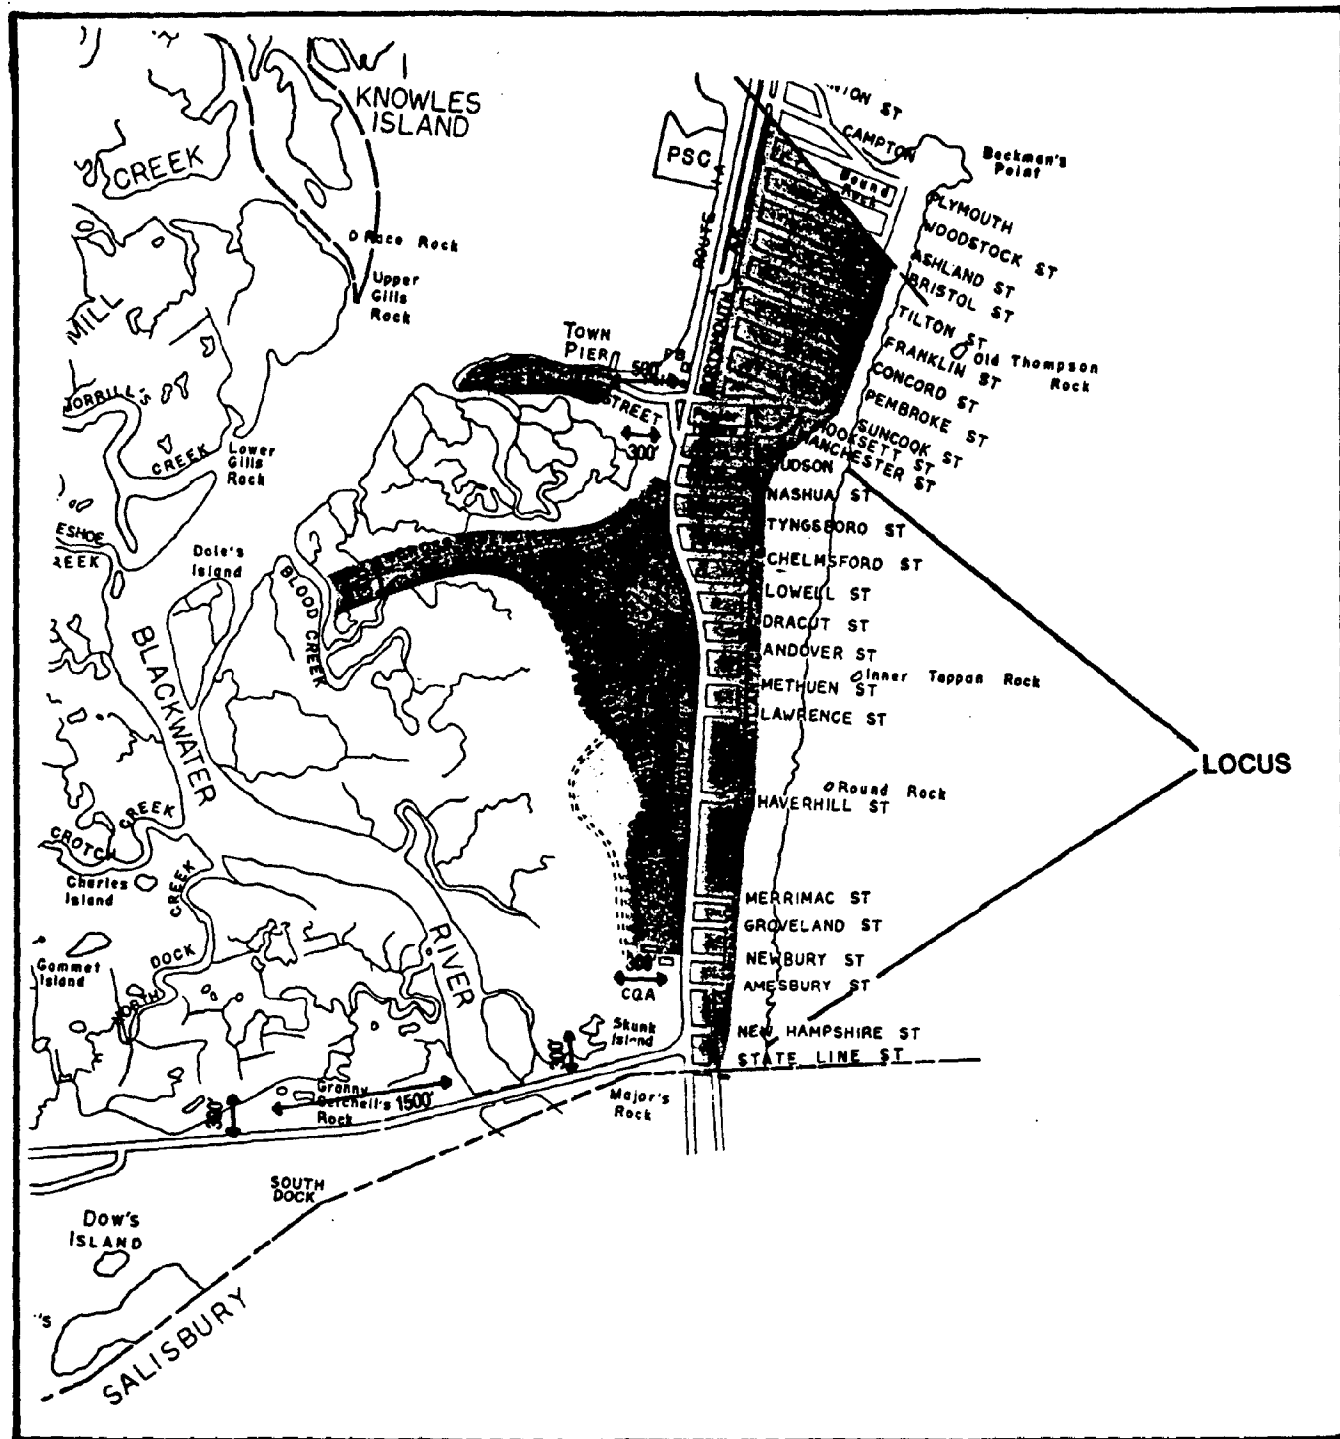 KNOWLES
ISLAND
CREEK
MILL
Race Rock
Upper
Gills
Rock
CREEK
Lower
Gills
Rock
Dole's
Island
BLOOD CREEK
BLACKWATER
RIVER
CROTCH CREEK
Charles
Island
NORTH DOCK CREEK
Island
Granny
Rock
1500'
300'
300'
Skunk
Island
Major's
Rock
SOUTH
DOCK
Dow's
ISLAND
SALISBURY
TOWN
PIER
500'
STREET
300'
300'
CQA
PSC
ROUTE 1-A
CAMPTON
Beckman's
Point
Bound
Rock
PLYMOUTH
WOODSTOCK ST
ASHLAND ST
BRISTOL ST
TILTON ST
Old Thompson
Rock
FRANKLIN ST
CONCORD ST
PEMBROKE ST
SUNCOOK ST
HOOKSETT ST
MANCHESTER ST
HUDSON
NASHUA ST
TYNGSBORO ST
CHELMSFORD ST
LOWELL ST
DRACUT ST
ANDOVER ST
Inner Tappan Rock
METHUEN ST
LAWRENCE ST
LOCUS
Round Rock
HAVERHILL ST
MERRIMAC ST
GROVELAND ST
NEWBURY ST
AMESBURY ST
NEW HAMPSHIRE ST
STATE LINE ST